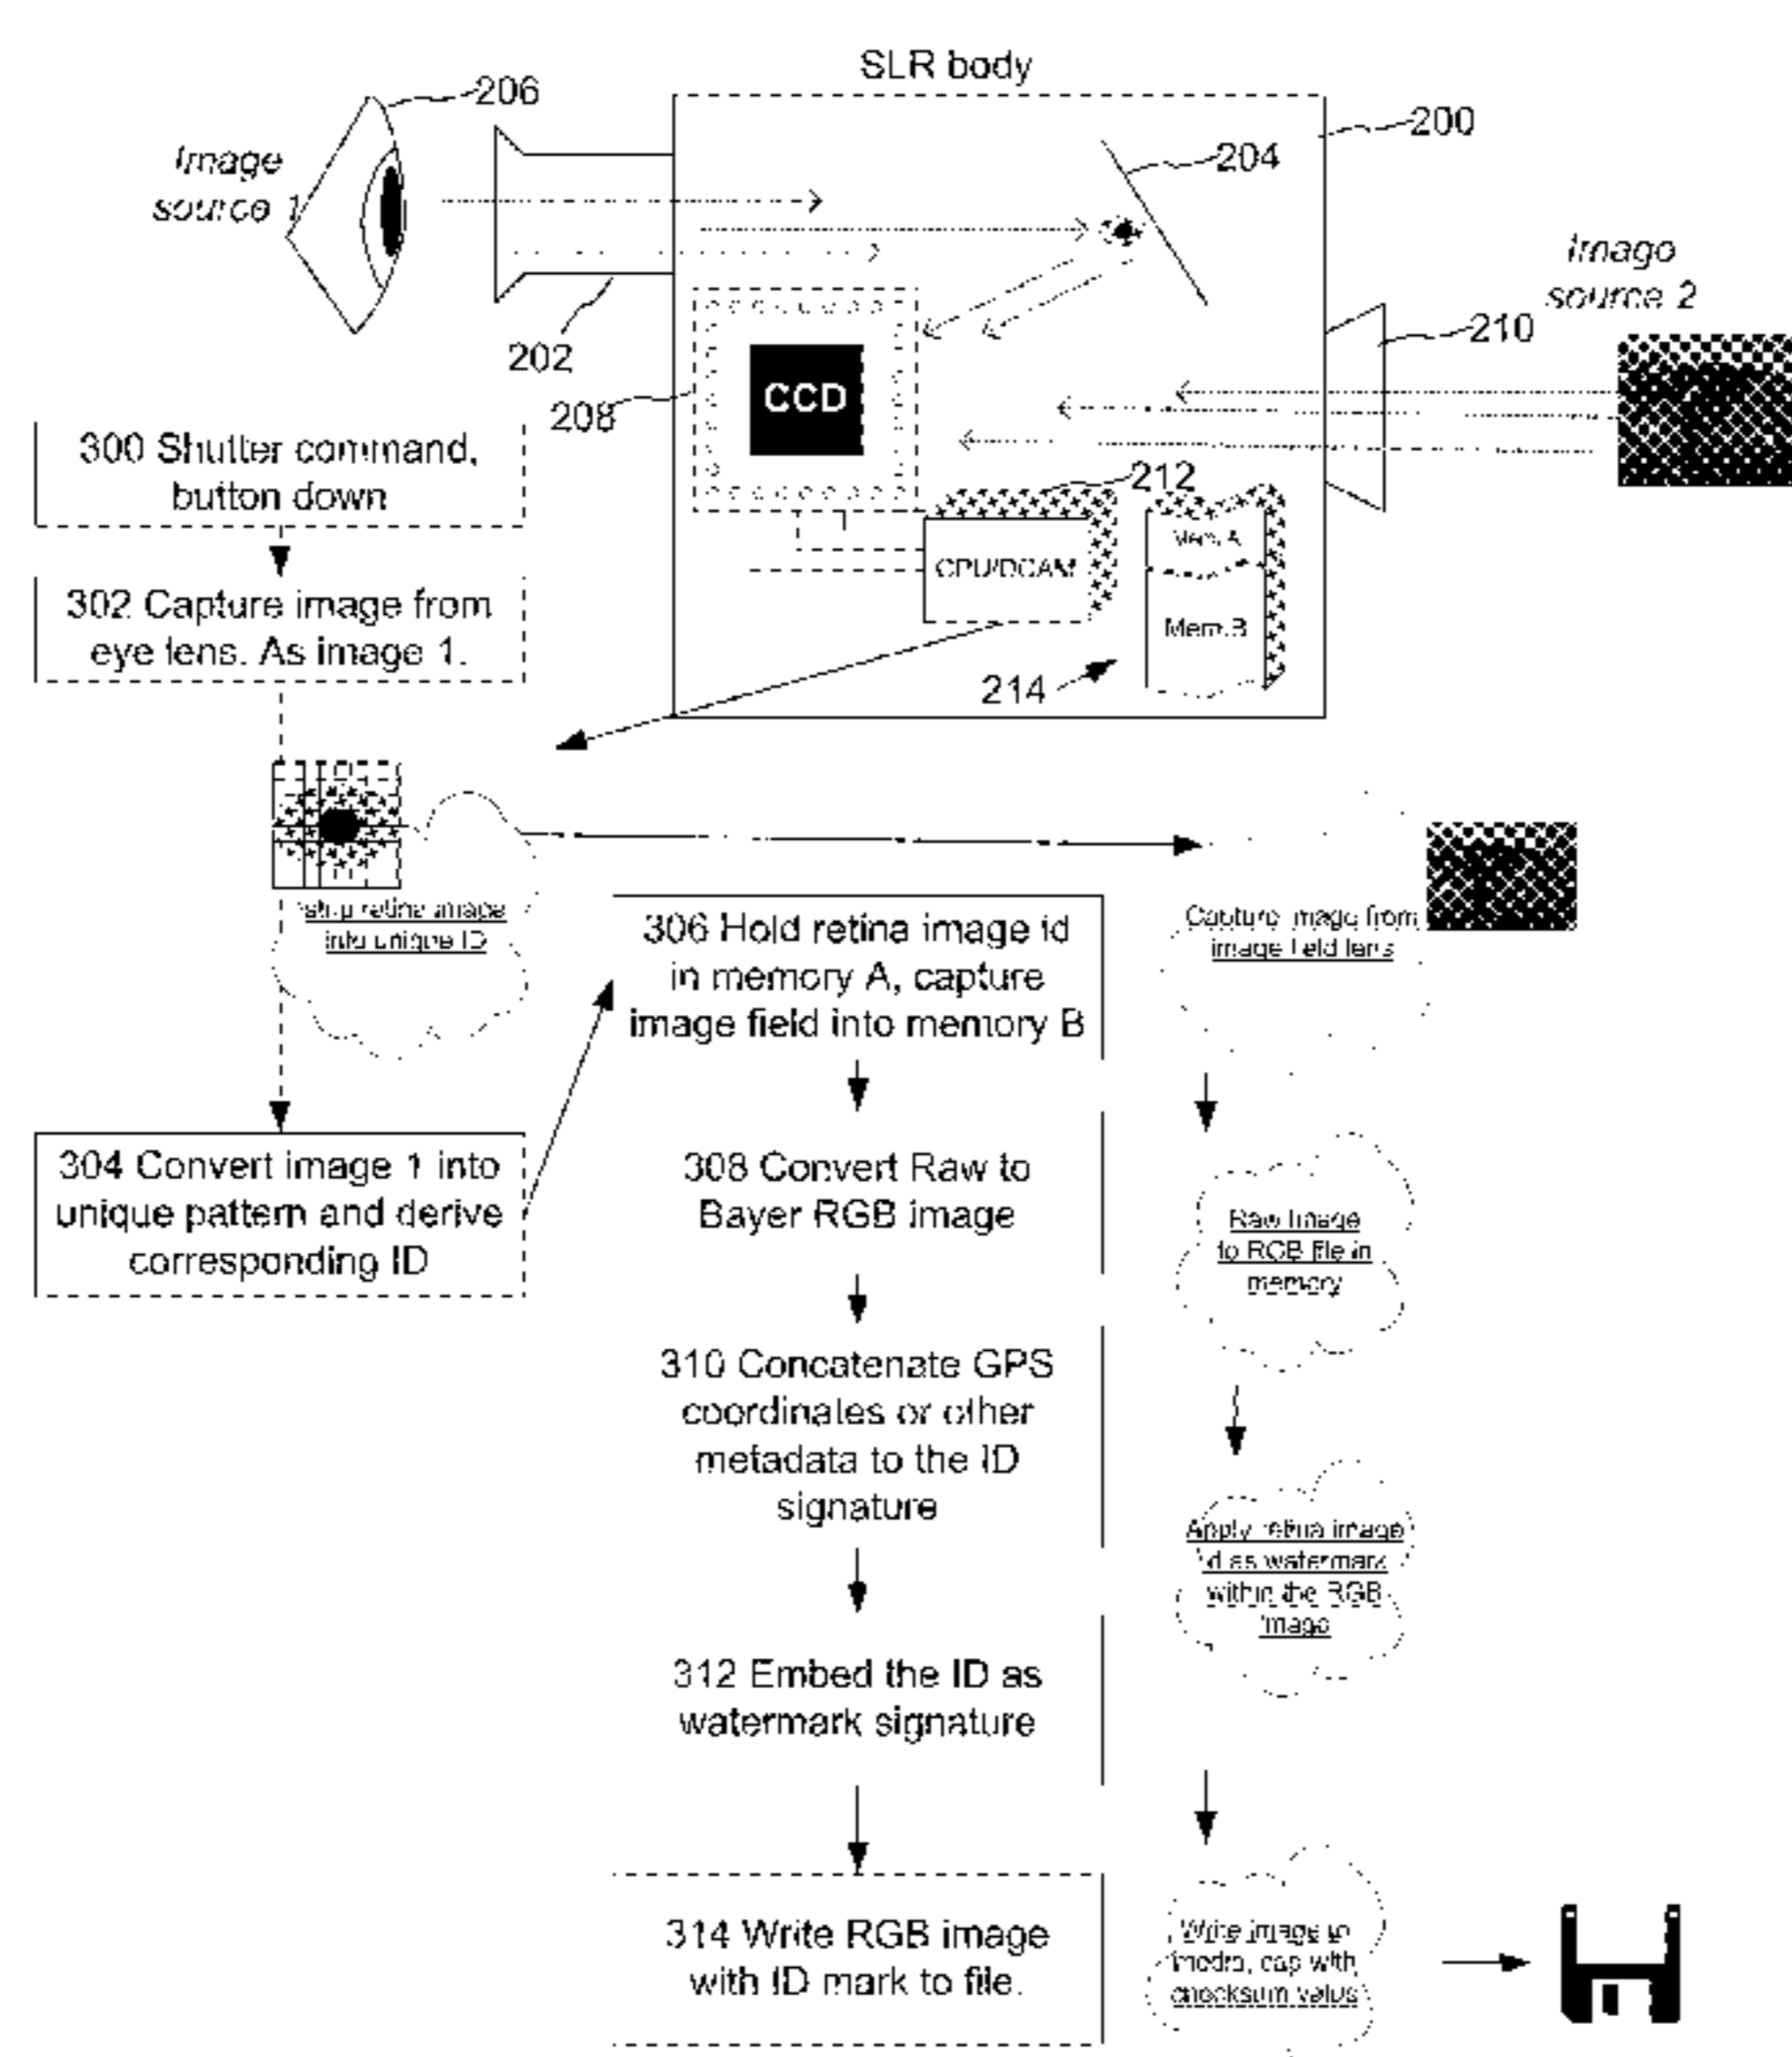 SLR body
206
200
204
Image
source 1
Imago
source 2
210
202
208
CCD
212
Mem.A
CPU/DCAM
Mem.B
214
300 Shutter command,
button down
302 Capture image from
eye lens. As image 1.
retina image
into unique ID
Capture image from
image field lens
306 Hold retina image id
in memory A, capture
image field into memory B
304 Convert image 1 into
unique pattern and derive
corresponding ID
308 Convert Raw to
Bayer RGB image
Raw Image
to RGB file in
memory
310 Concatenate GPS
coordinates or other
metadata to the ID
signature
Apply retina image
id as watermark
within the RGB
image
312 Embed the ID as
watermark signature
314 Write RGB image
with ID mark to file.
Write image to
media, cap with
checksum value